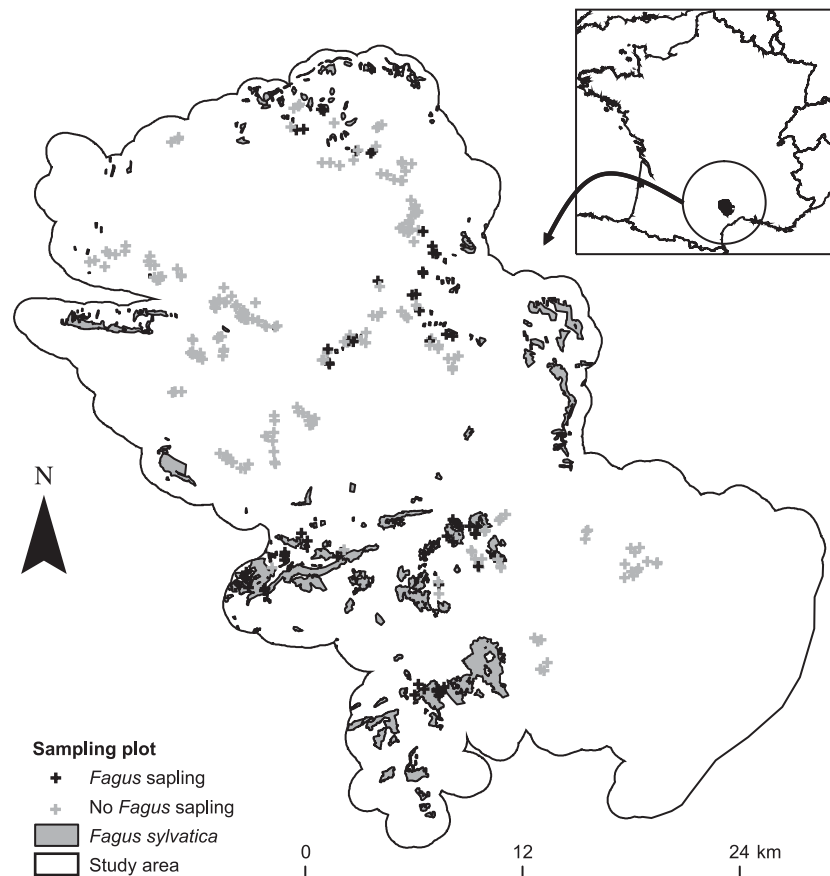 N
Sampling plot
Fagus sapling
No Fagus sapling
Fagus sylvatica
Study area
0 12 24 km